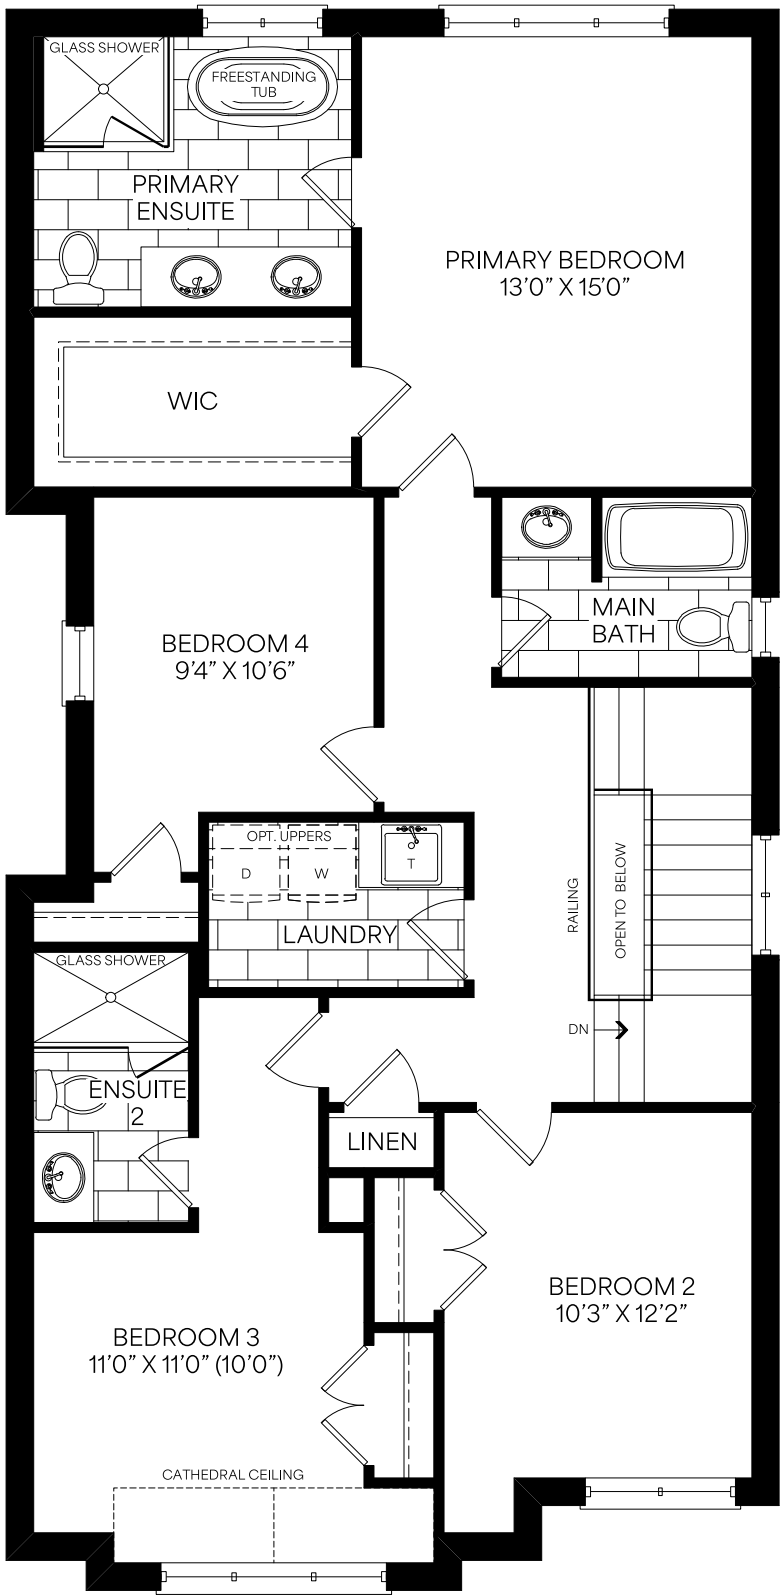 GLASS SHOWER
FREESTANDING
TUB
PRIMARY
ENSUITE
PRIMARY BEDROOM
13'0" X 15'0"
WIC
MAIN
BATH
BEDROOM 4
9'4" X 10'6"
OPT. UPPERS
D
W
T
LAUNDRY
RAILING
OPEN TO BELOW
DN
GLASS SHOWER
ENSUITE
2
LINEN
BEDROOM 2
10'3" X 12'2"
BEDROOM 3
11'0" X 11'0" (10'0")
CATHEDRAL CEILING